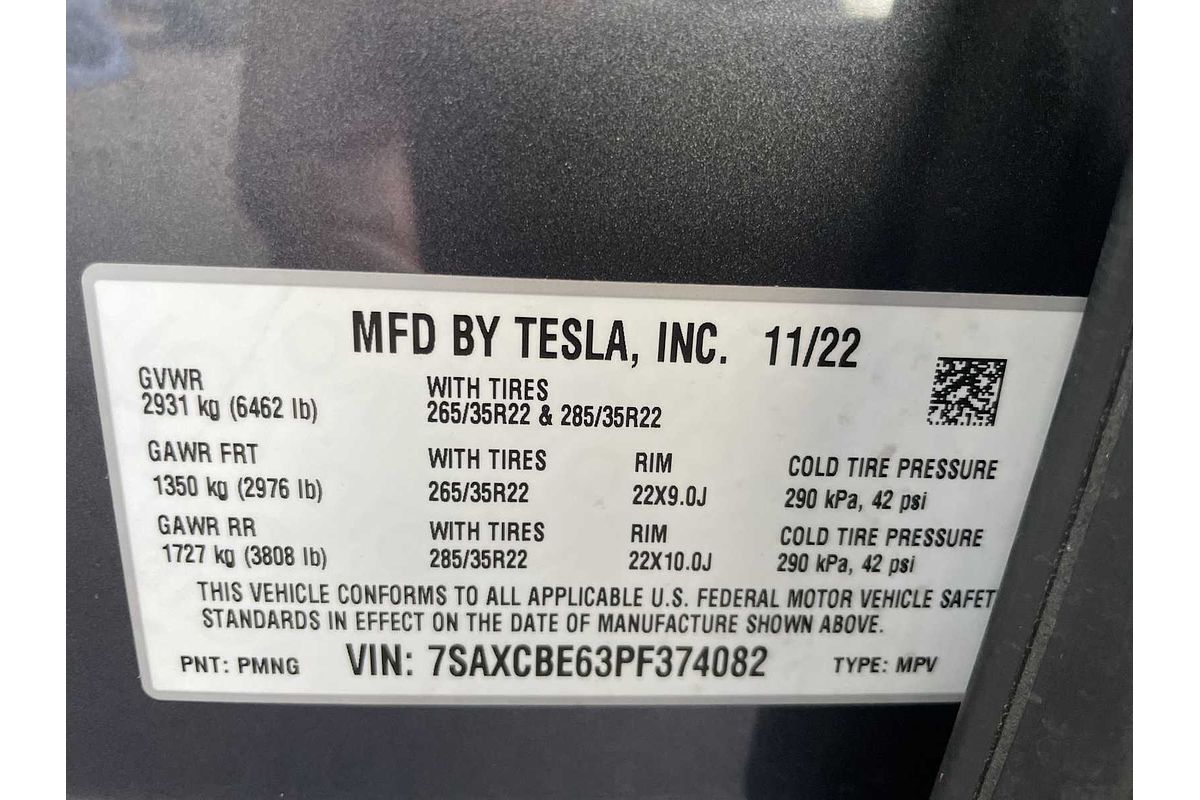 MFD BY TESLA, INC. 11/22
GVWR
2931 kg (6462 lb)
WITH TIRES
265/35R22 & 285/35R22
GAWR FRT WITH TIRES RIM COLD TIRE PRESSURE
1350 kg (2976 lb) 265/35R22 22X9.0J 290 kPa, 42 psi
GAWR RR WITH TIRES RIM COLD TIRE PRESSURE
1727 kg (3808 lb) 285/35R22 22X10.0J 290 kPa, 42 psi
THIS VEHICLE CONFORMS TO ALL APPLICABLE U.S. FEDERAL MOTOR VEHICLE SAFET
STANDARDS IN EFFECT ON THE DATE OF MANUFACTURE SHOWN ABOVE.
PNT: PMNG VIN: 7SAXCBE63PF374082 TYPE: MPV